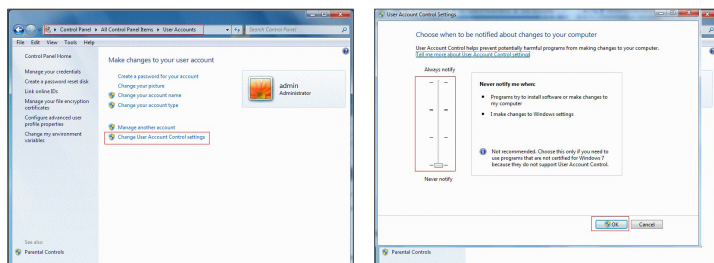 Control Panel ▸ All Control Panel Items ▸ User Accounts
Search Control Panel
File Edit View Tools Help
Control Panel Home
Manage your credentials
Create a password reset disk
Link online IDs
Manage your file encryption
certificates
Configure advanced user
profile properties
Change my environment
variables
See also
Parental Controls
Make changes to your user account
Create a password for your account
Change your picture
Change your account name
Change your account type
Manage another account
Change User Account Control settings
admin
Administrator
User Account Control Settings
Choose when to be notified about changes to your computer
User Account Control helps prevent potentially harmful programs from making changes to your computer.
Tell me more about User Account Control settings
Always notify
Never notify
Never notify me when:
• Programs try to install software or make changes to
my computer
• I make changes to Windows settings
Not recommended. Choose this only if you need to
use programs that are not certified for Windows 7
because they do not support User Account Control.
OK
Cancel
Parental Controls